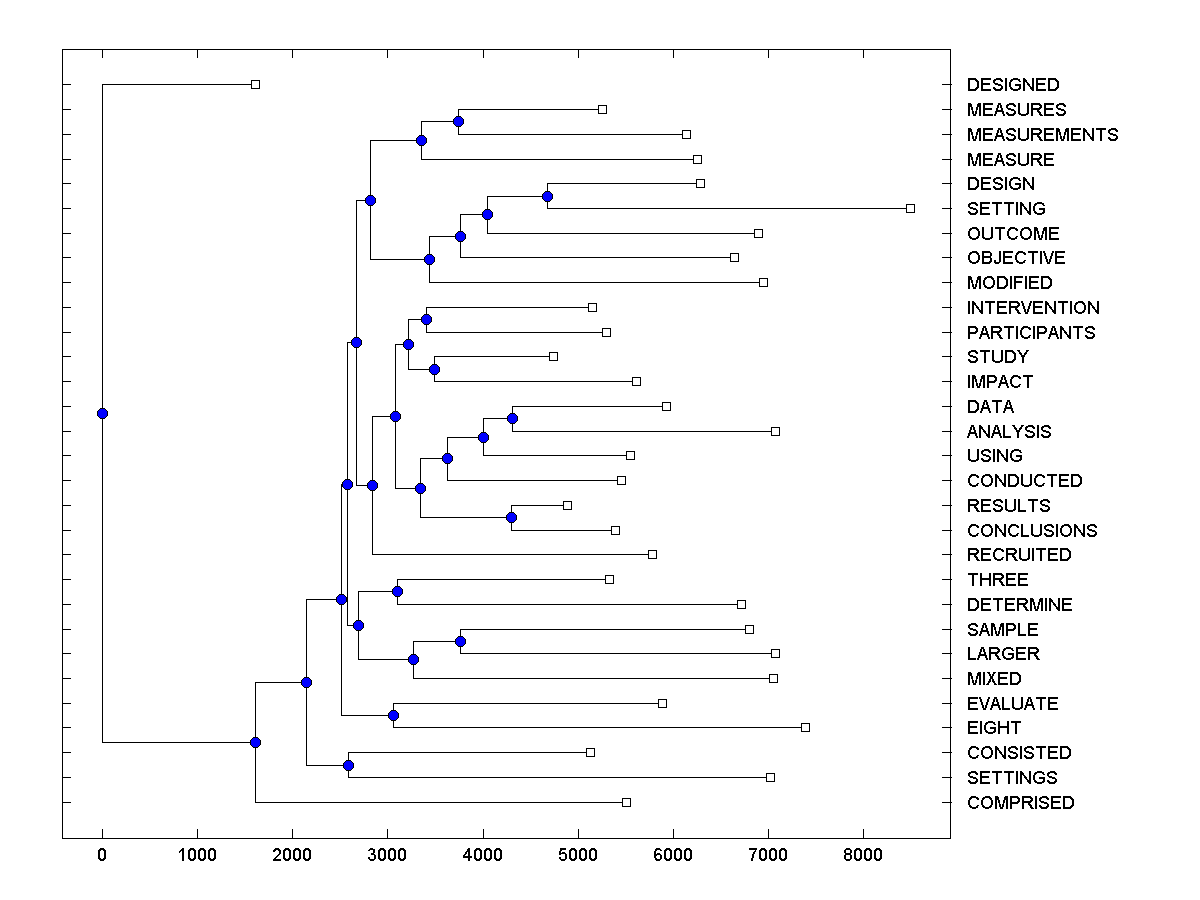 DESIGNED
MEASURES
MEASUREMENTS
MEASURE
DESIGN
SETTING
OUTCOME
OBJECTIVE
MODIFIED
INTERVENTION
PARTICIPANTS
STUDY
IMPACT
DATA
ANALYSIS
USING
CONDUCTED
RESULTS
CONCLUSIONS
RECRUITED
THREE
DETERMINE
SAMPLE
LARGER
MIXED
EVALUATE
EIGHT
CONSISTED
SETTINGS
COMPRISED
0 1000 2000 3000 4000 5000 6000 7000 8000